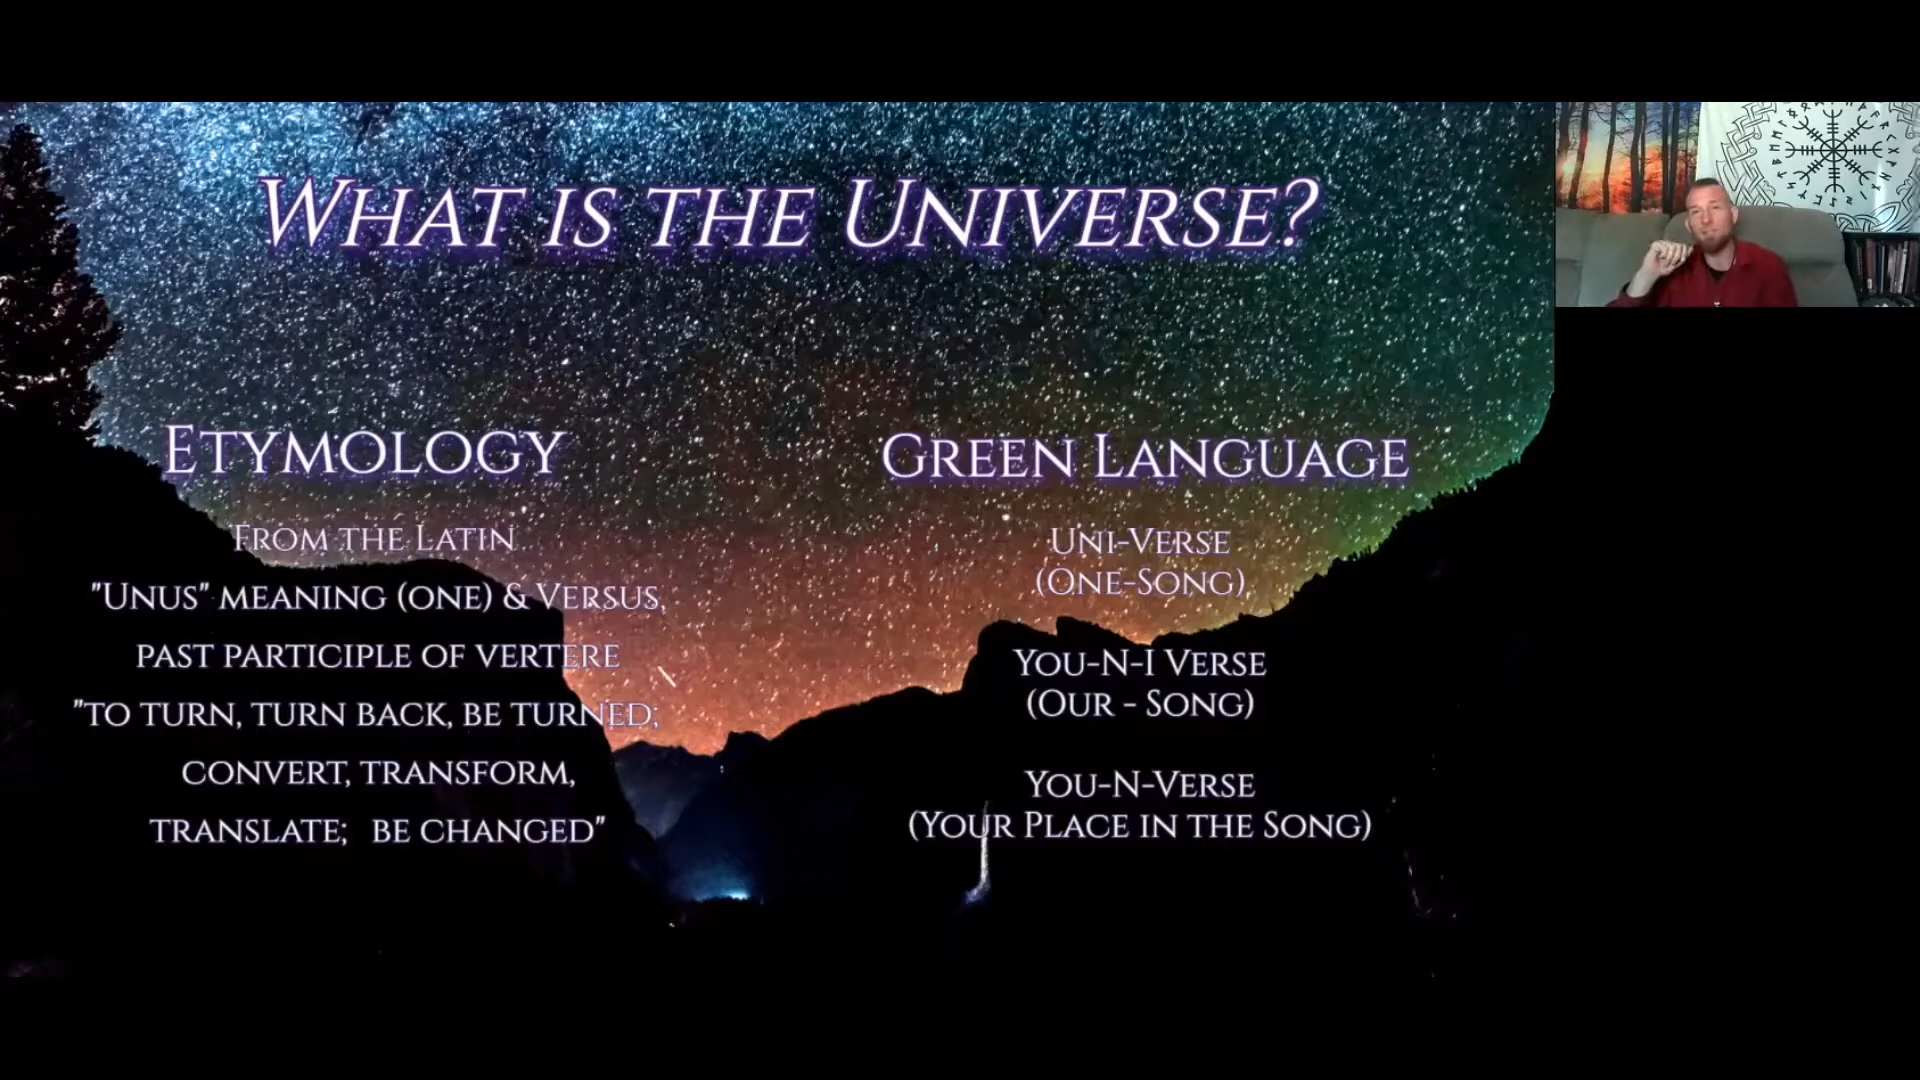 What is the Universe?
Etymology
From the Latin
"Unus" meaning (one) & Versus,
past participle of vertere
"to turn, turn back, be turned;
convert, transform,
translate; be changed"
Green Language
Uni-Verse
(One-Song)
You-N-I Verse
(Our - Song)
You-N-Verse
(Your Place in the Song)